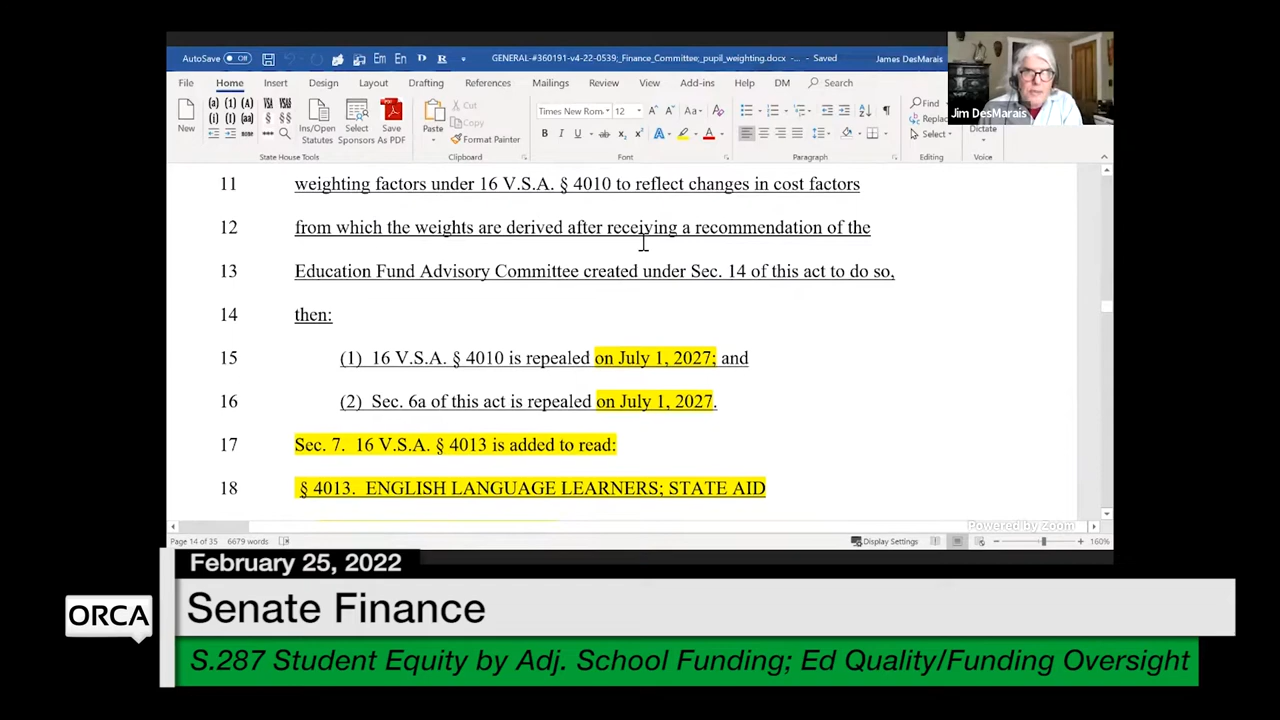 AutoSave Off
GENERAL-#360191-v4-22-0539;_Finance_Committee;_pupil_weighting.docx -... - Saved
James DesMarais
File Home Insert Design Layout Drafting References Mailings Review View Add-ins DM Search
New
Ins/Open Statutes
Select Sponsors
Save As PDF
State House Tools
Paste
Cut
Copy
Format Painter
Clipboard
Times New Rom 12
Font
Paragraph
Find
Replac
Select
Editing
Dictate
Voice
Jim DesMarais
11 weighting factors under 16 V.S.A. § 4010 to reflect changes in cost factors
12 from which the weights are derived after receiving a recommendation of the
13 Education Fund Advisory Committee created under Sec. 14 of this act to do so,
14 then:
15 (1) 16 V.S.A. § 4010 is repealed on July 1, 2027; and
16 (2) Sec. 6a of this act is repealed on July 1, 2027.
17 Sec. 7. 16 V.S.A. § 4013 is added to read:
18 § 4013. ENGLISH LANGUAGE LEARNERS; STATE AID
Powered by Zoom
Page 14 of 35 6679 words
Display Settings
160%
February 25, 2022
ORCA
Senate Finance
S.287 Student Equity by Adj. School Funding; Ed Quality/Funding Oversight